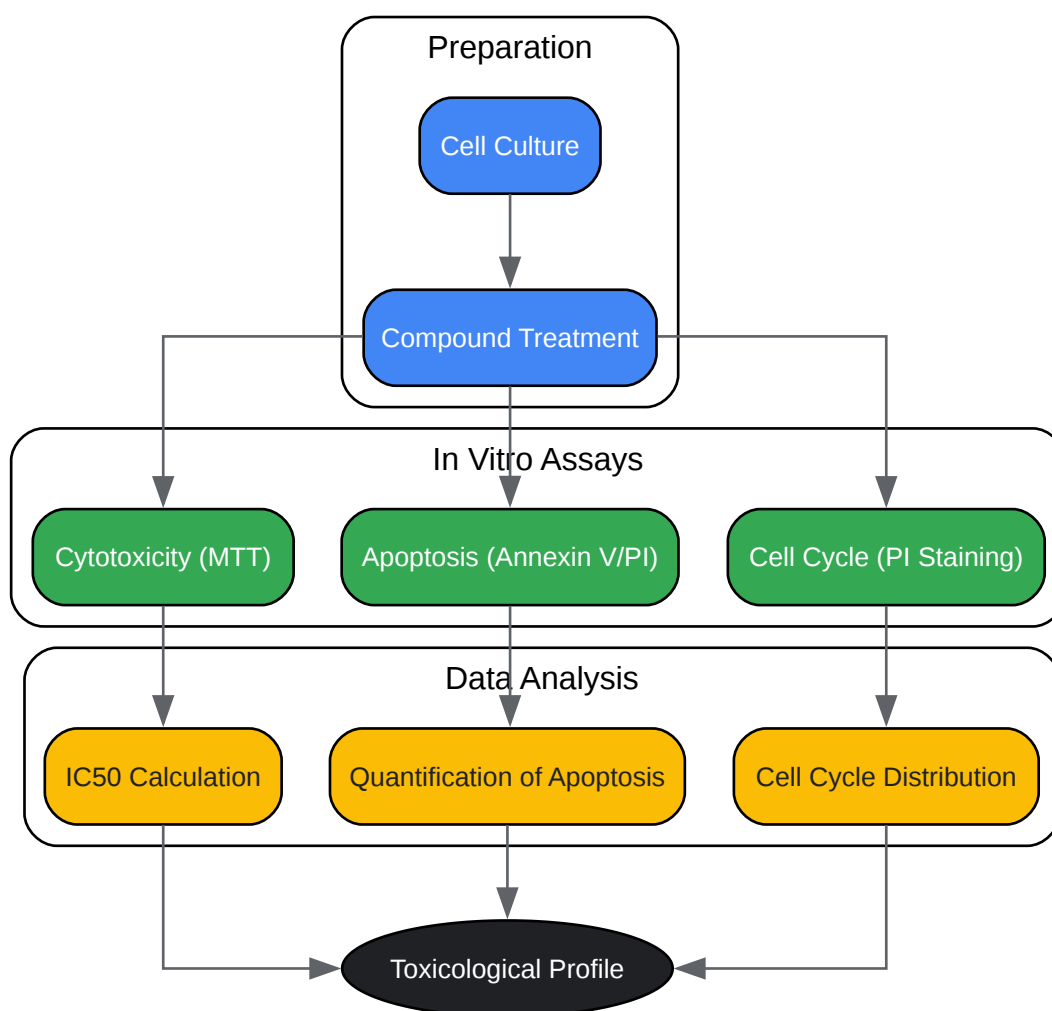 Preparation
Cell Culture
Compound Treatment
In Vitro Assays
Cytotoxicity (MTT)
Apoptosis (Annexin V/PI)
Cell Cycle (PI Staining)
Data Analysis
IC50 Calculation
Quantification of Apoptosis
Cell Cycle Distribution
Toxicological Profile